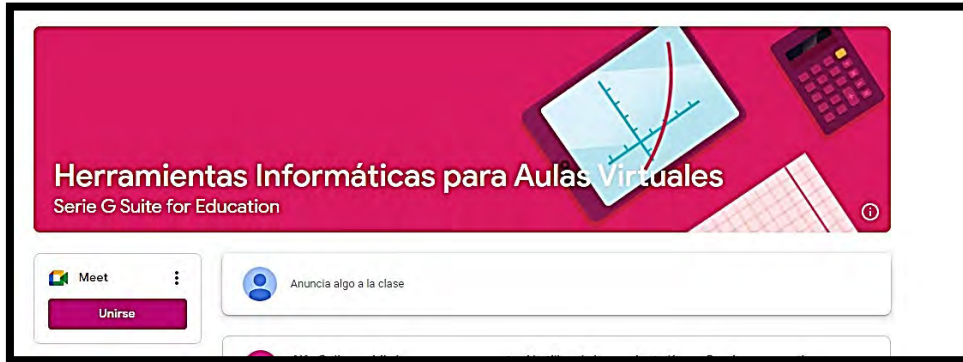 Herramientas Informáticas para Aulas Virtuales
Serie G Suite for Education
Meet
Unirse
Anuncia algo a la clase